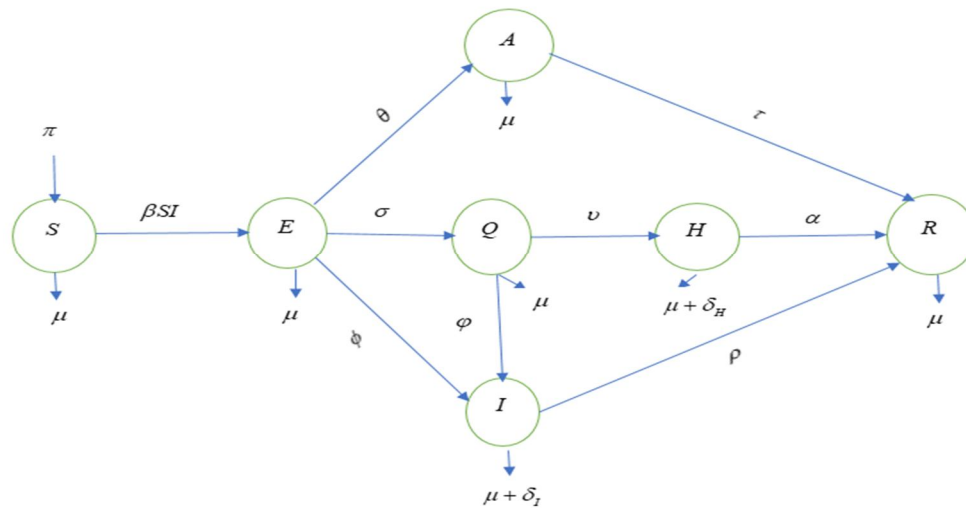 A
θ
μ
τ
π
S
βSI
E
σ
Q
υ
H
α
R
μ
μ
μ
μ + δ_H
μ
ϕ
φ
ρ
I
μ + δ_I